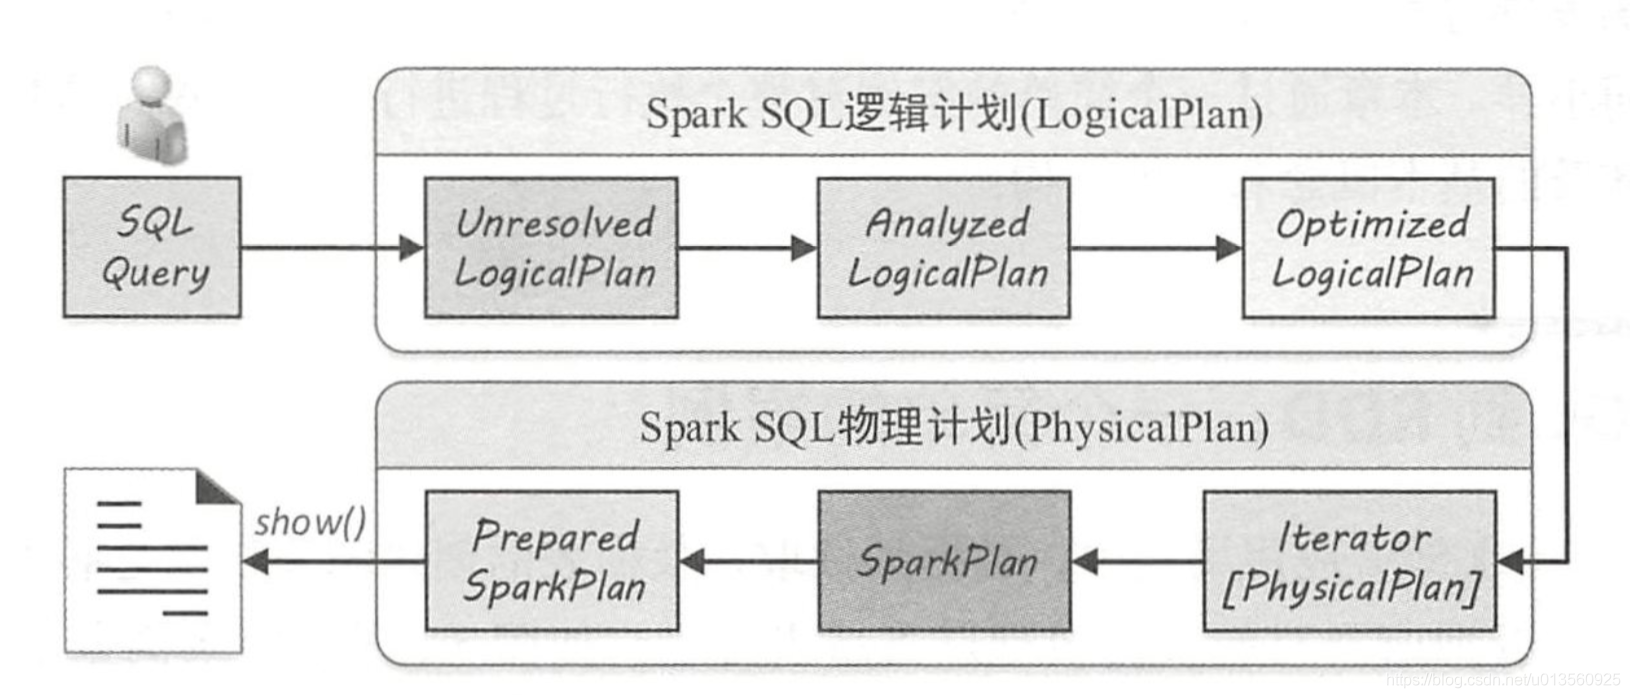 Spark SQL逻辑计划(LogicalPlan)
SQL
Query
Unresolved
LogicalPlan
Analyzed
LogicalPlan
Optimized
LogicalPlan
Spark SQL物理计划(PhysicalPlan)
Iterator
[PhysicalPlan]
SparkPlan
Prepared
SparkPlan
show()
https://blog.csdn.net/u013560925